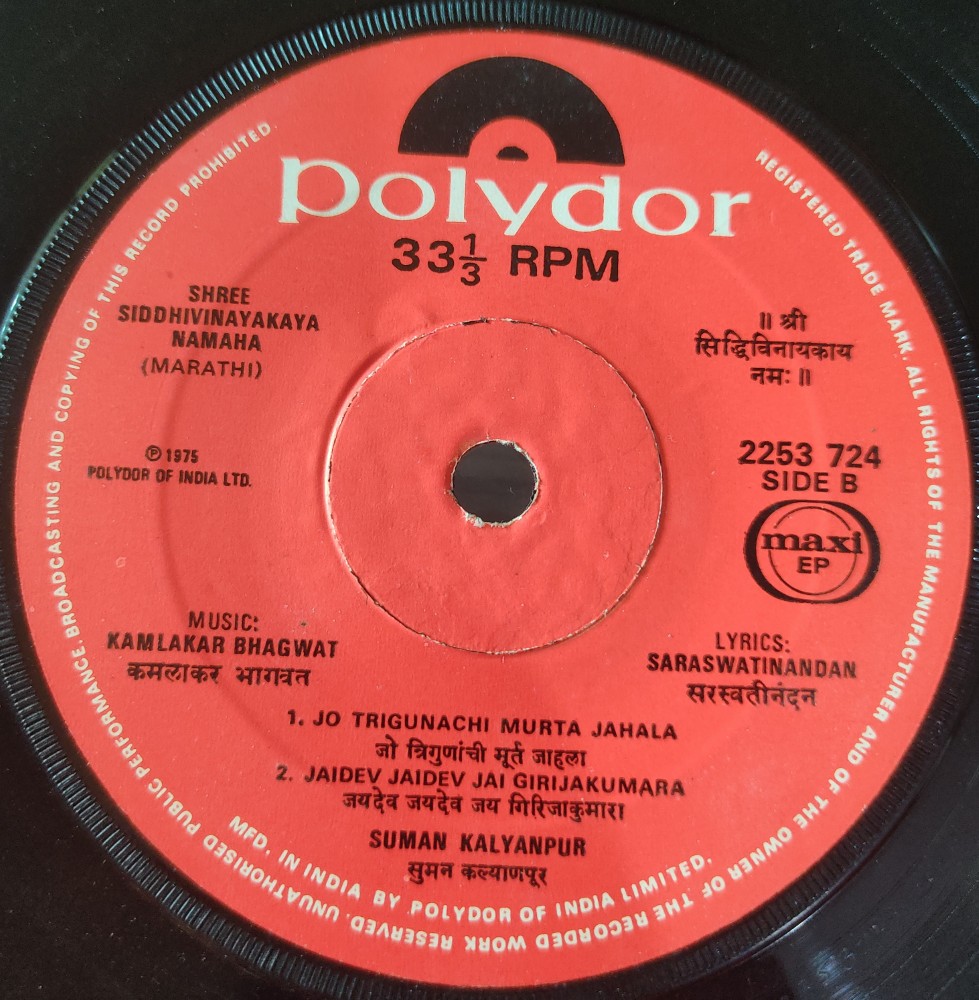 polydor
33 1/3 RPM
SHREE
SIDDHIVINAYAKAYA
NAMAHA
(MARATHI)
॥ श्री
सिद्धिविनायकाय
नमः ॥
℗ 1975
POLYDOR OF INDIA LTD.
2253 724
SIDE B
maxi
EP
MUSIC:
KAMLAKAR BHAGWAT
कमलाकर भागवत
LYRICS:
SARASWATINANDAN
सरस्वतीनंदन
1. JO TRIGUNACHI MURTA JAHALA
जो त्रिगुणांची मूर्त जाहला
2. JAIDEV JAIDEV JAI GIRIJAKUMARA
जयदेव जयदेव जय गिरिजाकुमारा
SUMAN KALYANPUR
सुमन कल्याणपूर
MFD. IN INDIA BY POLYDOR OF INDIA LIMITED.
REGISTERED TRADE MARK. ALL RIGHTS OF THE MANUFACTURER AND OF THE OWNER OF THE RECORDED WORK RESERVED. UNAUTHORISED PUBLIC PERFORMANCE. BROADCASTING AND COPYING OF THIS RECORD PROHIBITED.